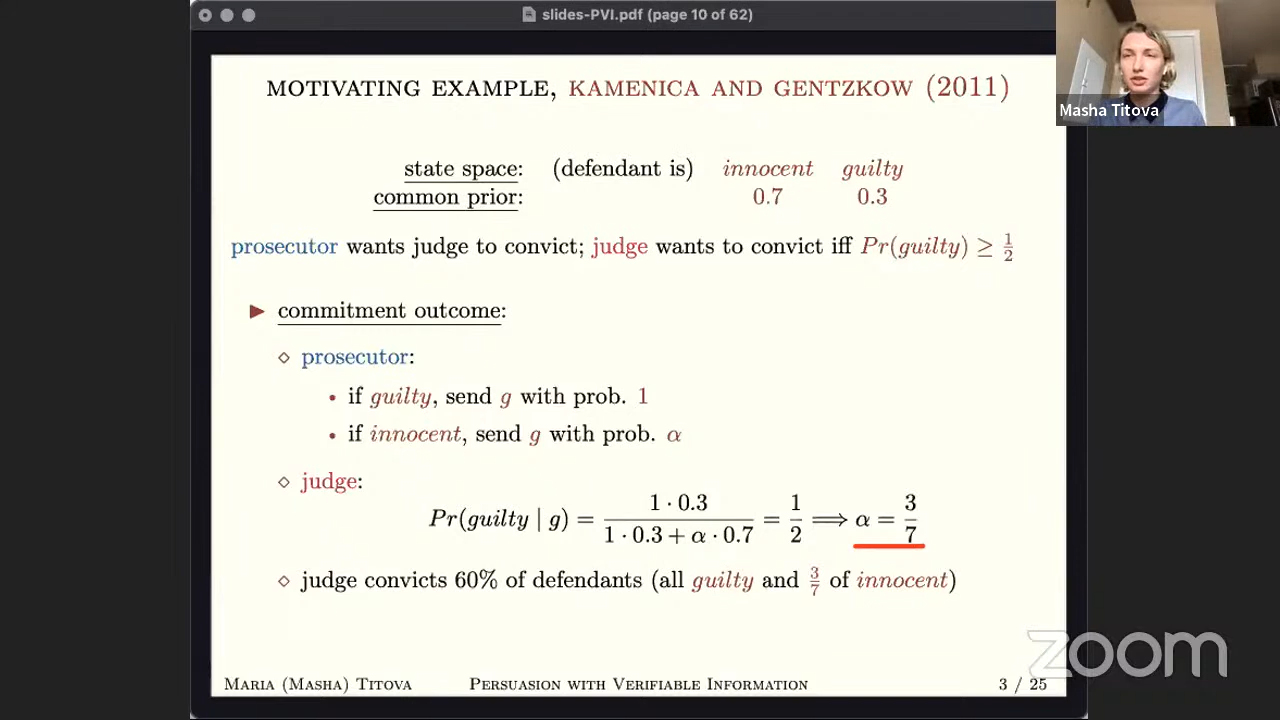 slides-PVI.pdf (page 10 of 62)
MOTIVATING EXAMPLE, KAMENICA AND GENTZKOW (2011)
Masha Titova
state space: (defendant is) innocent guilty
common prior: 0.7 0.3
prosecutor wants judge to convict; judge wants to convict iff Pr(guilty) ≥ 1/2
▶ commitment outcome:
⋄ prosecutor:
• if guilty, send g with prob. 1
• if innocent, send g with prob. α
⋄ judge:
Pr(guilty | g) = 1 · 0.3 / 1 · 0.3 + α · 0.7 = 1/2 ⟹ α = 3/7
⋄ judge convicts 60% of defendants (all guilty and 3/7 of innocent)
MARIA (MASHA) TITOVA PERSUASION WITH VERIFIABLE INFORMATION 3 / 25
zoom